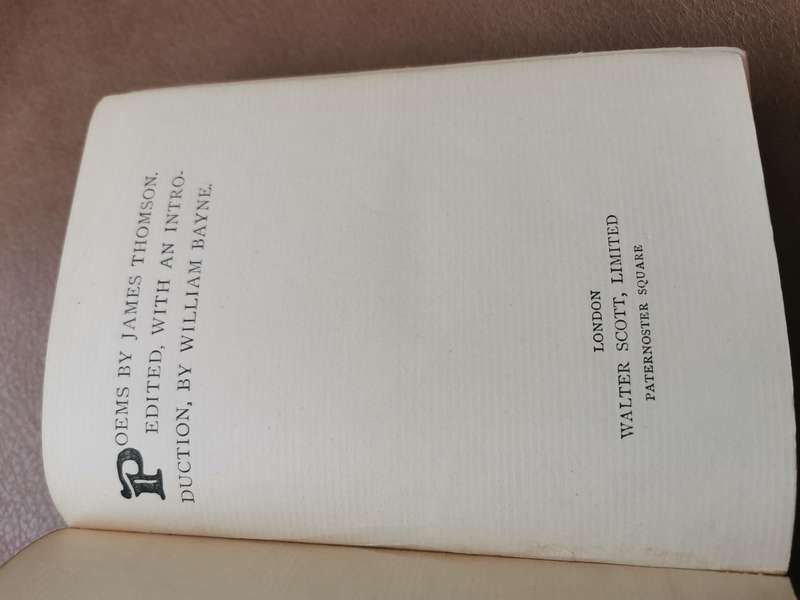 POEMS BY JAMES THOMSON.
EDITED, WITH AN INTRO-
DUCTION, BY WILLIAM BAYNE.
LONDON
WALTER SCOTT, LIMITED
PATERNOSTER SQUARE